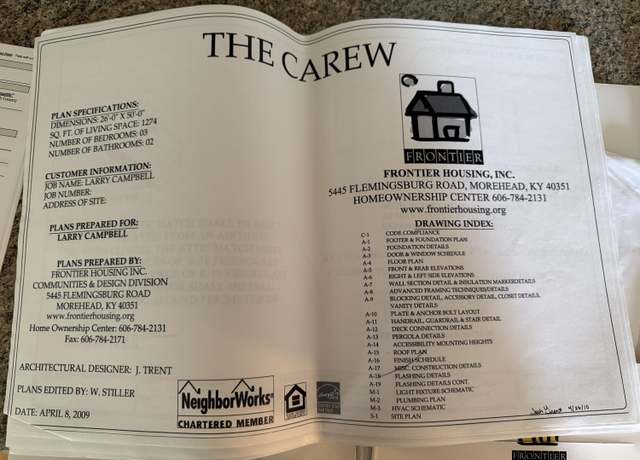 THE CAREW
PLAN SPECIFICATIONS:
DIMENSIONS: 26'-0" X 50'-0"
SQ. FT. OF LIVING SPACE: 1274
NUMBER OF BEDROOMS: 03
NUMBER OF BATHROOMS: 02
CUSTOMER INFORMATION:
JOB NAME: LARRY CAMPBELL
JOB NUMBER:
ADDRESS OF SITE:
PLANS PREPARED FOR:
LARRY CAMPBELL
PLANS PREPARED BY:
FRONTIER HOUSING INC.
COMMUNITIES & DESIGN DIVISION
5445 FLEMINGSBURG ROAD
MOREHEAD, KY 40351
www.frontierhousing.org
Home Ownership Center: 606-784-2131
Fax: 606-784-2171
ARCHITECTURAL DESIGNER: J. TRENT
PLANS EDITED BY: W. STILLER
DATE: APRIL 8, 2009
NeighborWorks®
CHARTERED MEMBER
FRONTIER
FRONTIER HOUSING, INC.
5445 FLEMINGSBURG ROAD, MOREHEAD, KY 40351
HOMEOWNERSHIP CENTER 606-784-2131
www.frontierhousing.org
DRAWING INDEX:
C-1 CODE COMPLIANCE
A-1 FOOTER & FOUNDATION PLAN
A-2 FOUNDATION DETAILS
A-3 DOOR & WINDOW SCHEDULE
A-4 FLOOR PLAN
A-5 FRONT & REAR ELEVATIONS
A-6 RIGHT & LEFT SIDE ELEVATIONS
A-7 WALL SECTION DETAIL & INSULATION MARKERDETAILS
A-8 ADVANCED FRAMING TECHNIQUES/DETAILS
A-9 BLOCKING DETAIL, ACCESSORY DETAIL, CLOSET DETAILS
VANITY DETAILS
A-10 PLATE & ANCHOR BOLT LAYOUT
A-11 HANDRAIL, GUARDRAIL & STAIR DETAIL
A-12 DECK CONNECTION DETAILS
A-13 PERGOLA DETAILS
A-14 ACCESSIBILITY MOUNTING HEIGHTS
A-15 ROOF PLAN
A-16 FINISH SCHEDULE
A-17 MISC. CONSTRUCTION DETAILS
A-18 FLASHING DETAILS
A-19 FLASHING DETAILS CONT.
M-1 LIGHT FIXTURE SCHEMATIC
M-2 PLUMBING PLAN
M-3 HVAC SCHEMATIC
S-1 SITE PLAN
FRONTIER